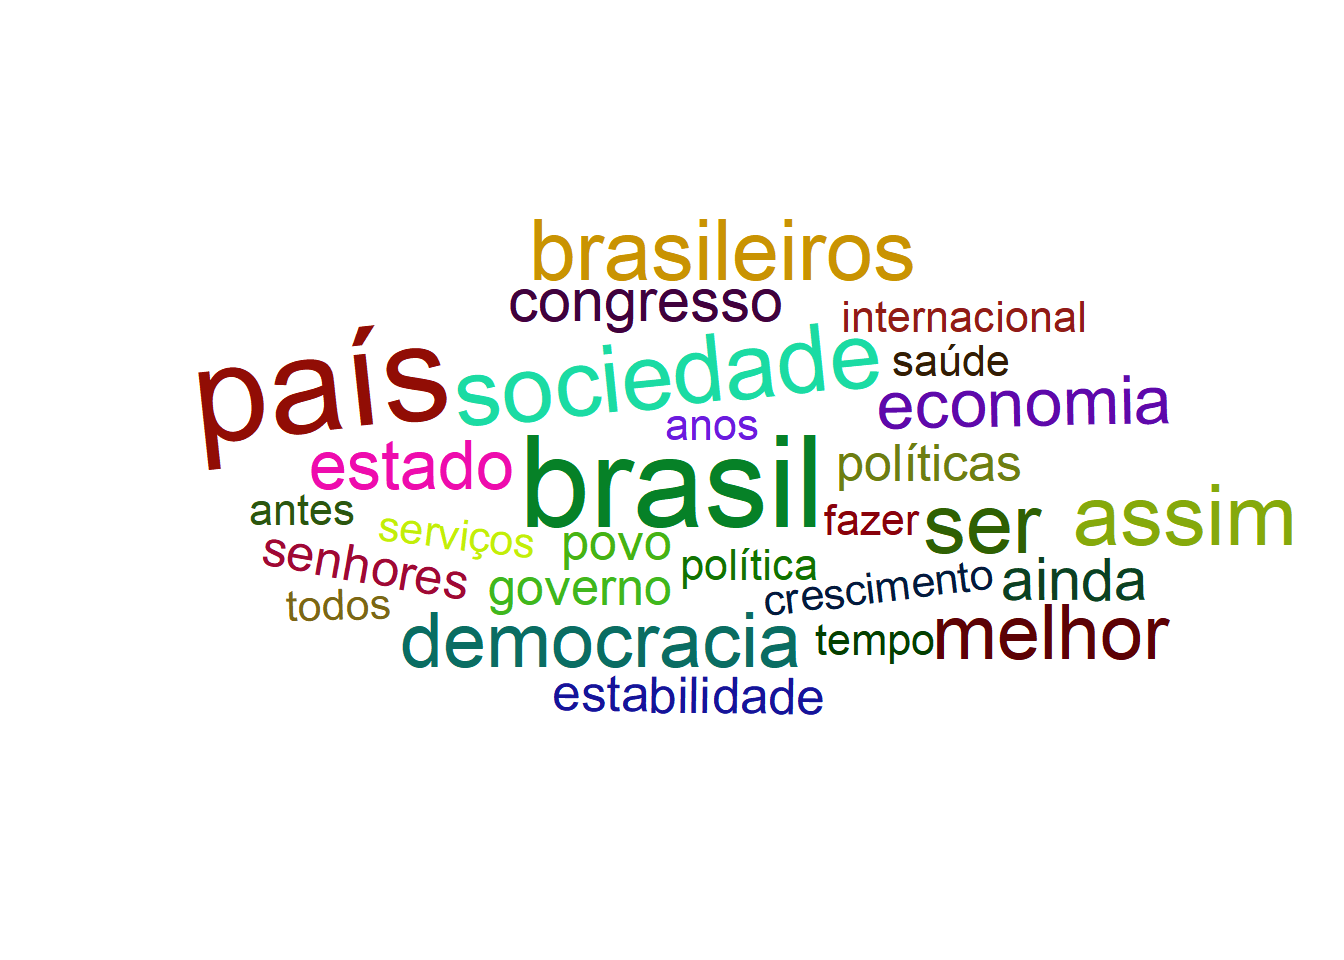 brasileiros
congresso
internacional
país
sociedade
saúde
economia
anos
estado
brasil
políticas
antes
serviços
fazer
ser
assim
senhores
povo
política
todos
governo
crescimento
ainda
democracia
tempo
melhor
estabilidade